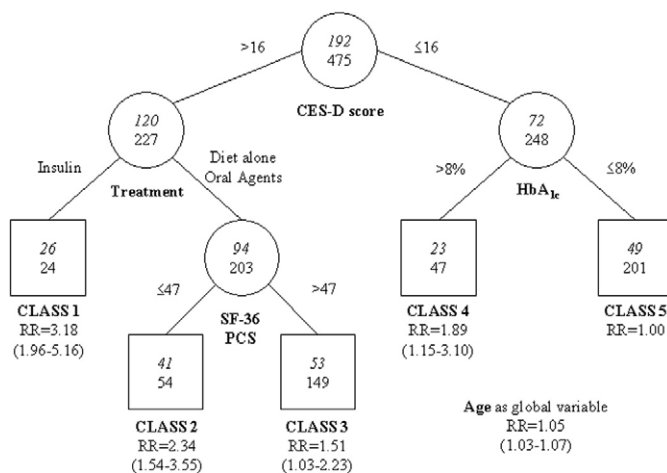 192
475
>16
≤16
CES-D score
120
227
72
248
Insulin
Treatment
Diet alone
Oral Agents
>8%
HbA1c
≤8%
26
24
CLASS 1
RR=3.18
(1.96-5.16)
94
203
≤47
SF-36
PCS
>47
23
47
CLASS 4
RR=1.89
(1.15-3.10)
49
201
CLASS 5
RR=1.00
41
54
CLASS 2
RR=2.34
(1.54-3.55)
53
149
CLASS 3
RR=1.51
(1.03-2.23)
Age as global variable
RR=1.05
(1.03-1.07)